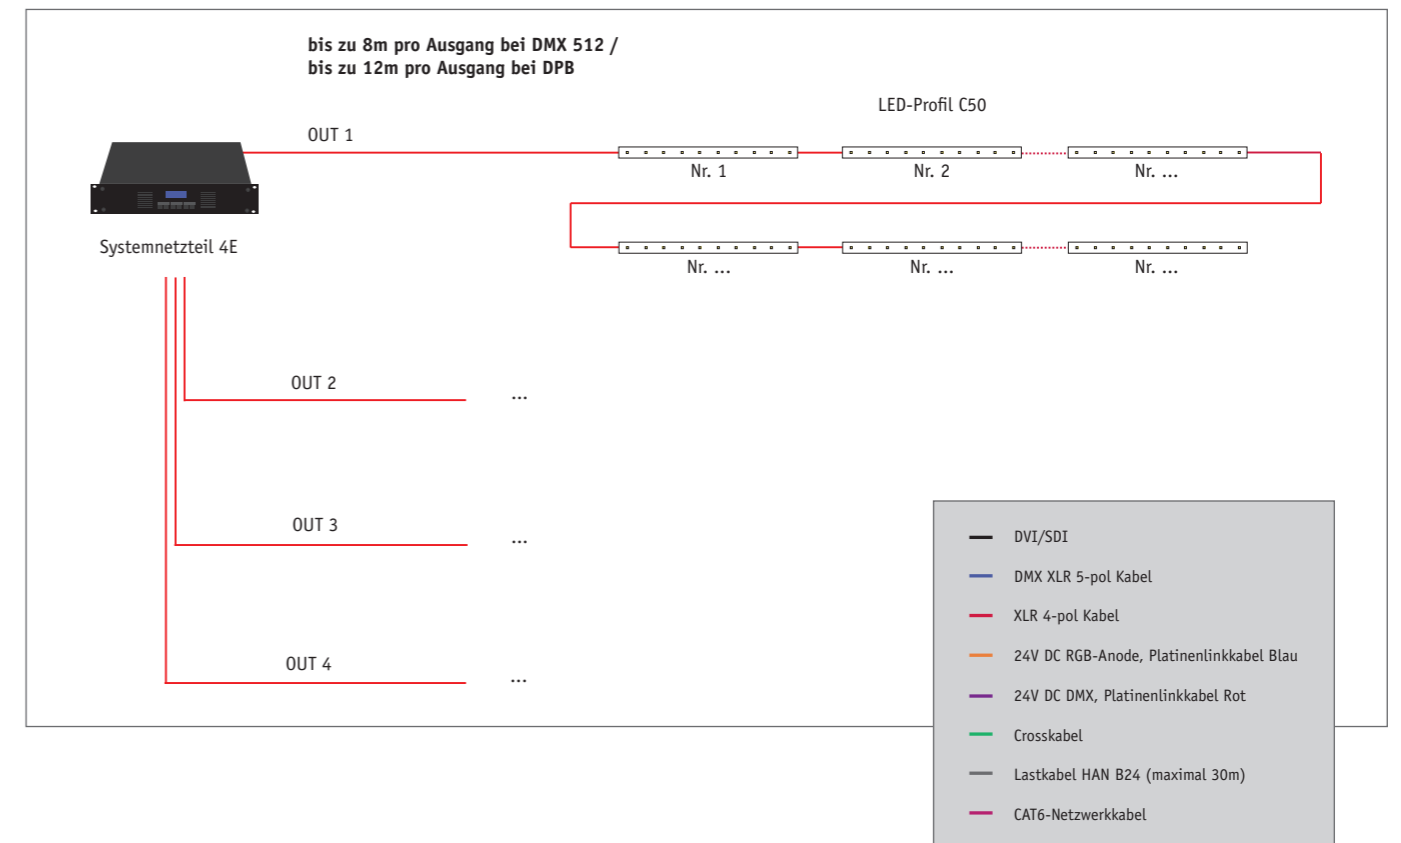 bis zu 8m pro Ausgang bei DMX 512 /
bis zu 12m pro Ausgang bei DPB
LED-Profil C50
OUT 1
Nr. 1
Nr. 2
Nr. ...
Systemnetzteil 4E
Nr. ...
Nr. ...
Nr. ...
OUT 2
...
OUT 3
...
OUT 4
...
DVI/SDI
DMX XLR 5-pol Kabel
XLR 4-pol Kabel
24V DC RGB-Anode, Platinenlinkkabel Blau
24V DC DMX, Platinenlinkkabel Rot
Crosskabel
Lastkabel HAN B24 (maximal 30m)
CAT6-Netzwerkkabel